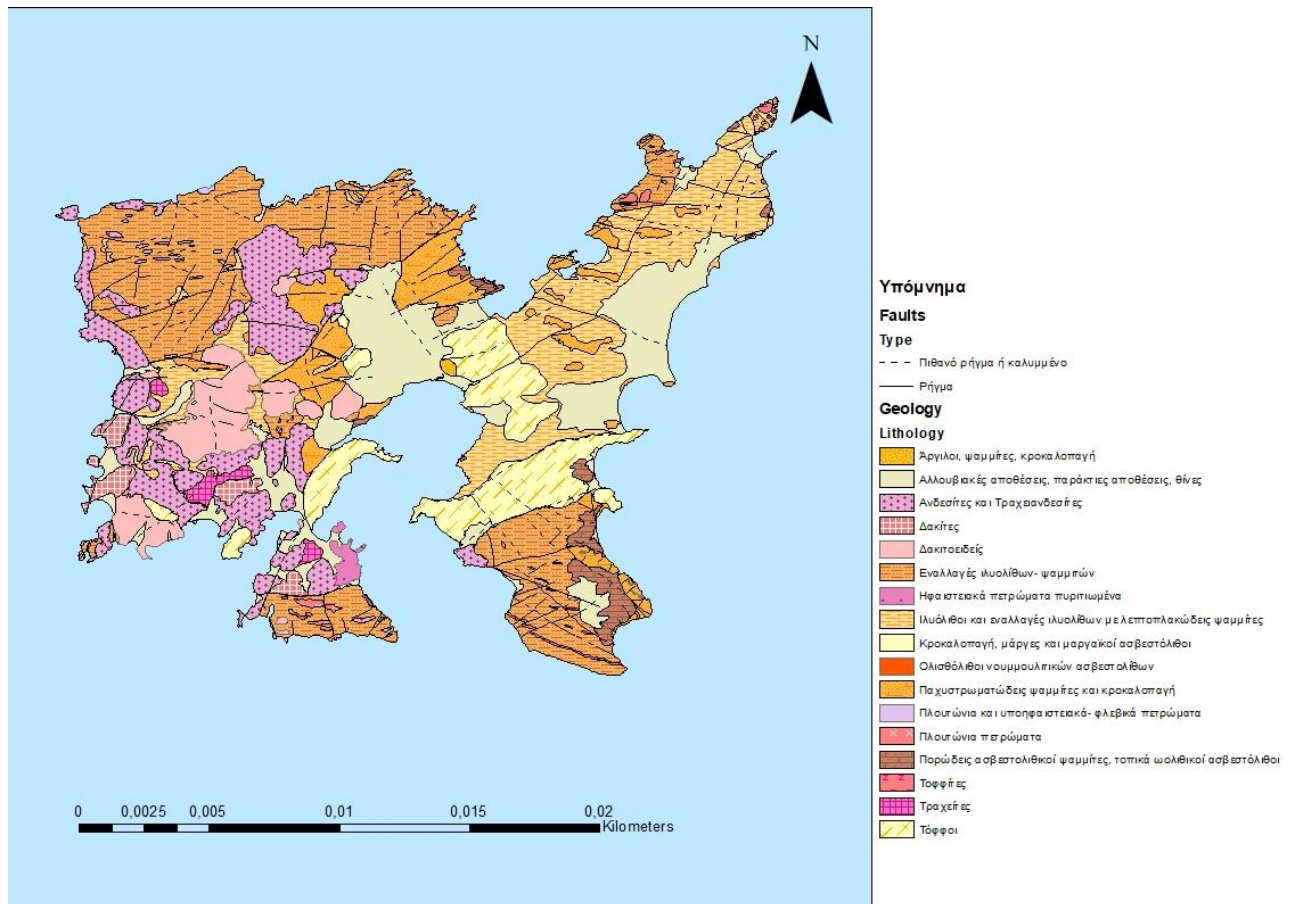 N
Υπόμνημα
Faults
Type
Πιθανό ρήγμα ή καλυμμένο
Ρήγμα
Geology
Lithology
Άργιλοι, ψαμμίτες, κροκαλοπαγή
Αλλουβιακές αποθέσεις, παράκτιες αποθέσεις, θίνες
Ανδεσίτες και Τραχειανδεσίτες
Δακίτες
Δακιτοειδείς
Εναλλαγές ιλυολίθων- ψαμμιτών
Ηφαιστειακά πετρώματα πυριτιωμένα
Ιλυόλιθοι και εναλλαγές ιλυολίθων με λεπτοπλακώδεις ψαμμίτες
Κροκαλοπαγή, μάργες και μαργαϊκοί ασβεστόλιθοι
Ολισθόλιθοι νουμμουλιτικών ασβεστολίθων
Παχυστρωματώδεις ψαμμίτες και κροκαλοπαγή
Πλουτώνια και υποηφαιστειακά- φλεβικά πετρώματα
Πλουτώνια πετρώματα
Πορώδεις ασβεστολιθικοί ψαμμίτες, τοπικά ωολιθικοί ασβεστόλιθοι
Τοφφίτες
Τραχείτες
Τόφφοι
0 0,0025 0,005 0,01 0,015 0,02
Kilometers